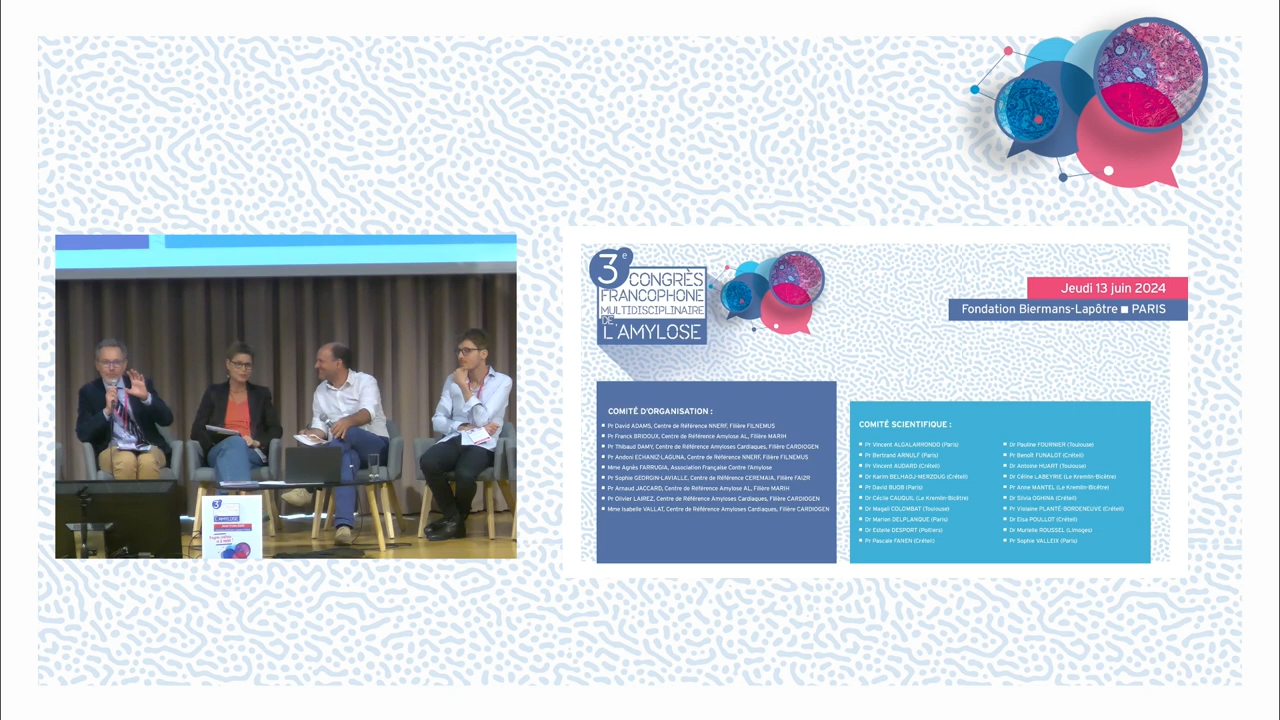 3e
CONGRÈS
FRANCOPHONE
MULTIDISCIPLINAIRE
DE
L'AMYLOSE
Jeudi 13 juin 2024
Fondation Biermans-Lapôtre ■ PARIS
COMITÉ D'ORGANISATION :
Pr David ADAMS, Centre de Référence NNERF, Filière FILNEMUS
Pr Franck BRIDOUX, Centre de Référence Amylose AL, Filière MARIH
Pr Thibaud DAMY, Centre de Référence Amyloses Cardiaques, Filière CARDIOGEN
Pr Andoni ECHANIZ-LAGUNA, Centre de Référence NNERF, Filière FILNEMUS
Mme Agnès FARRUGIA, Association Française Contre l'Amylose
Pr Sophie GEORGIN-LAVIALLE, Centre de Référence CEREMAIA, Filière FAI2R
Pr Arnaud JACCARD, Centre de Référence Amylose AL, Filière MARIH
Pr Olivier LAIREZ, Centre de Référence Amyloses Cardiaques, Filière CARDIOGEN
Mme Isabelle VALLAT, Centre de Référence Amyloses Cardiaques, Filière CARDIOGEN
COMITÉ SCIENTIFIQUE :
Pr Vincent ALGALARRONDO (Paris)
Pr Bertrand ARNULF (Paris)
Pr Vincent AUDARD (Créteil)
Dr Karim BELHADJ-MERZOUG (Créteil)
Pr David BUOB (Paris)
Dr Cécile CAUQUIL (Le Kremlin-Bicêtre)
Dr Magali COLOMBAT (Toulouse)
Dr Marion DELPLANQUE (Paris)
Dr Estelle DESPORT (Poitiers)
Pr Pascale FANEN (Créteil)
Dr Pauline FOURNIER (Toulouse)
Pr Benoît FUNALOT (Créteil)
Dr Antoine HUART (Toulouse)
Dr Céline LABEYRIE (Le Kremlin-Bicêtre)
Pr Anne MANTEL (Le Kremlin-Bicêtre)
Dr Silvia OGHINA (Créteil)
Pr Violaine PLANTÉ-BORDENEUVE (Créteil)
Dr Elsa POULLOT (Créteil)
Dr Murielle ROUSSEL (Limoges)
Pr Sophie VALLEIX (Paris)
3e
L'AMYLOSE